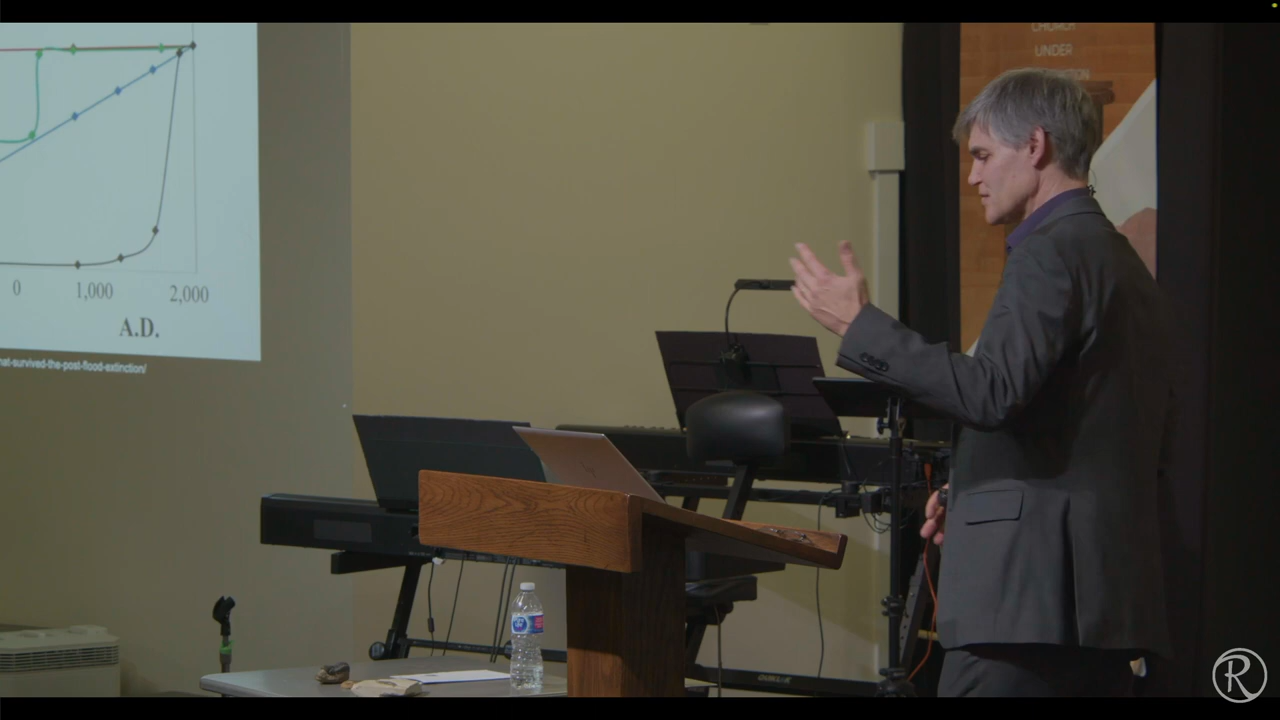 CHURCH
UNDER
0
1,000
2,000
A.D.
hat-survived-the-post-flood-extinction/
R